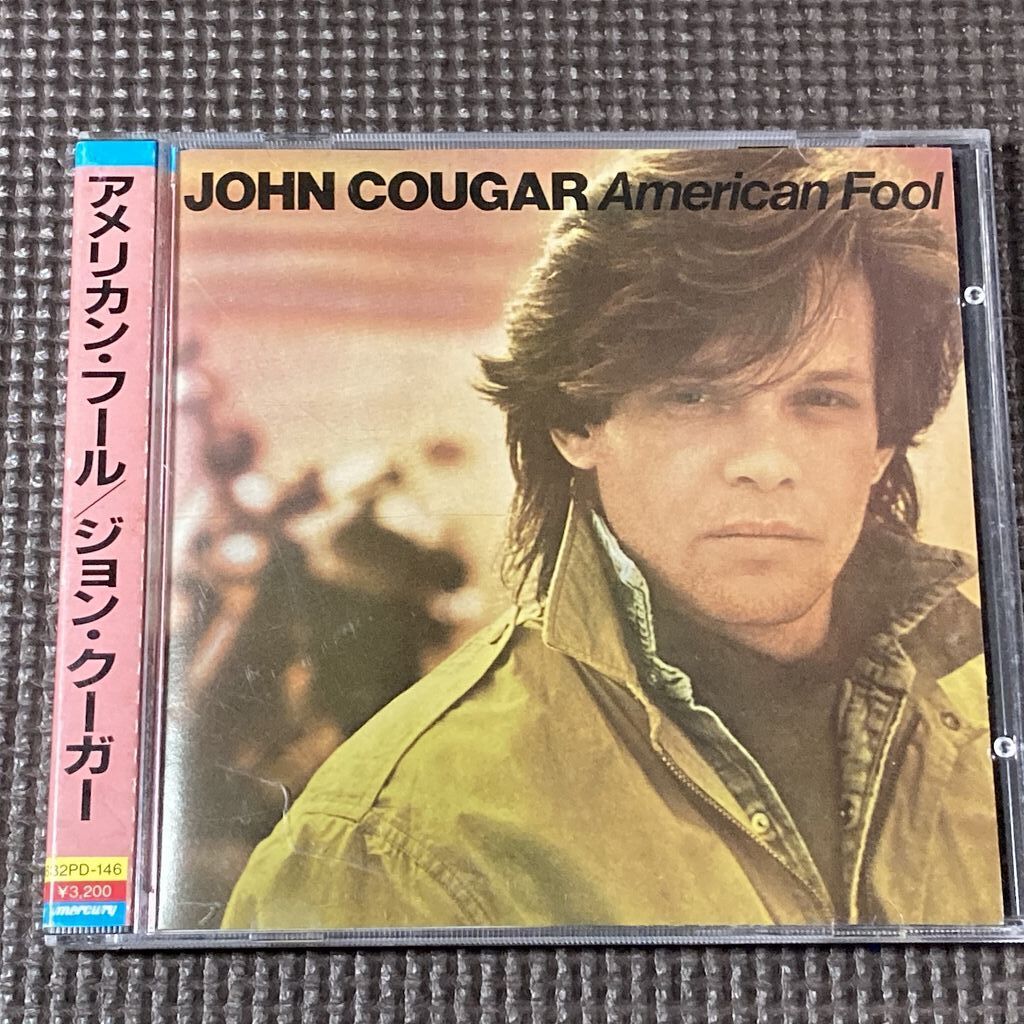 JOHN COUGAR American Fool
アメリカン・フール/ジョン・クーガー
32PD-146
¥3,200
mercury